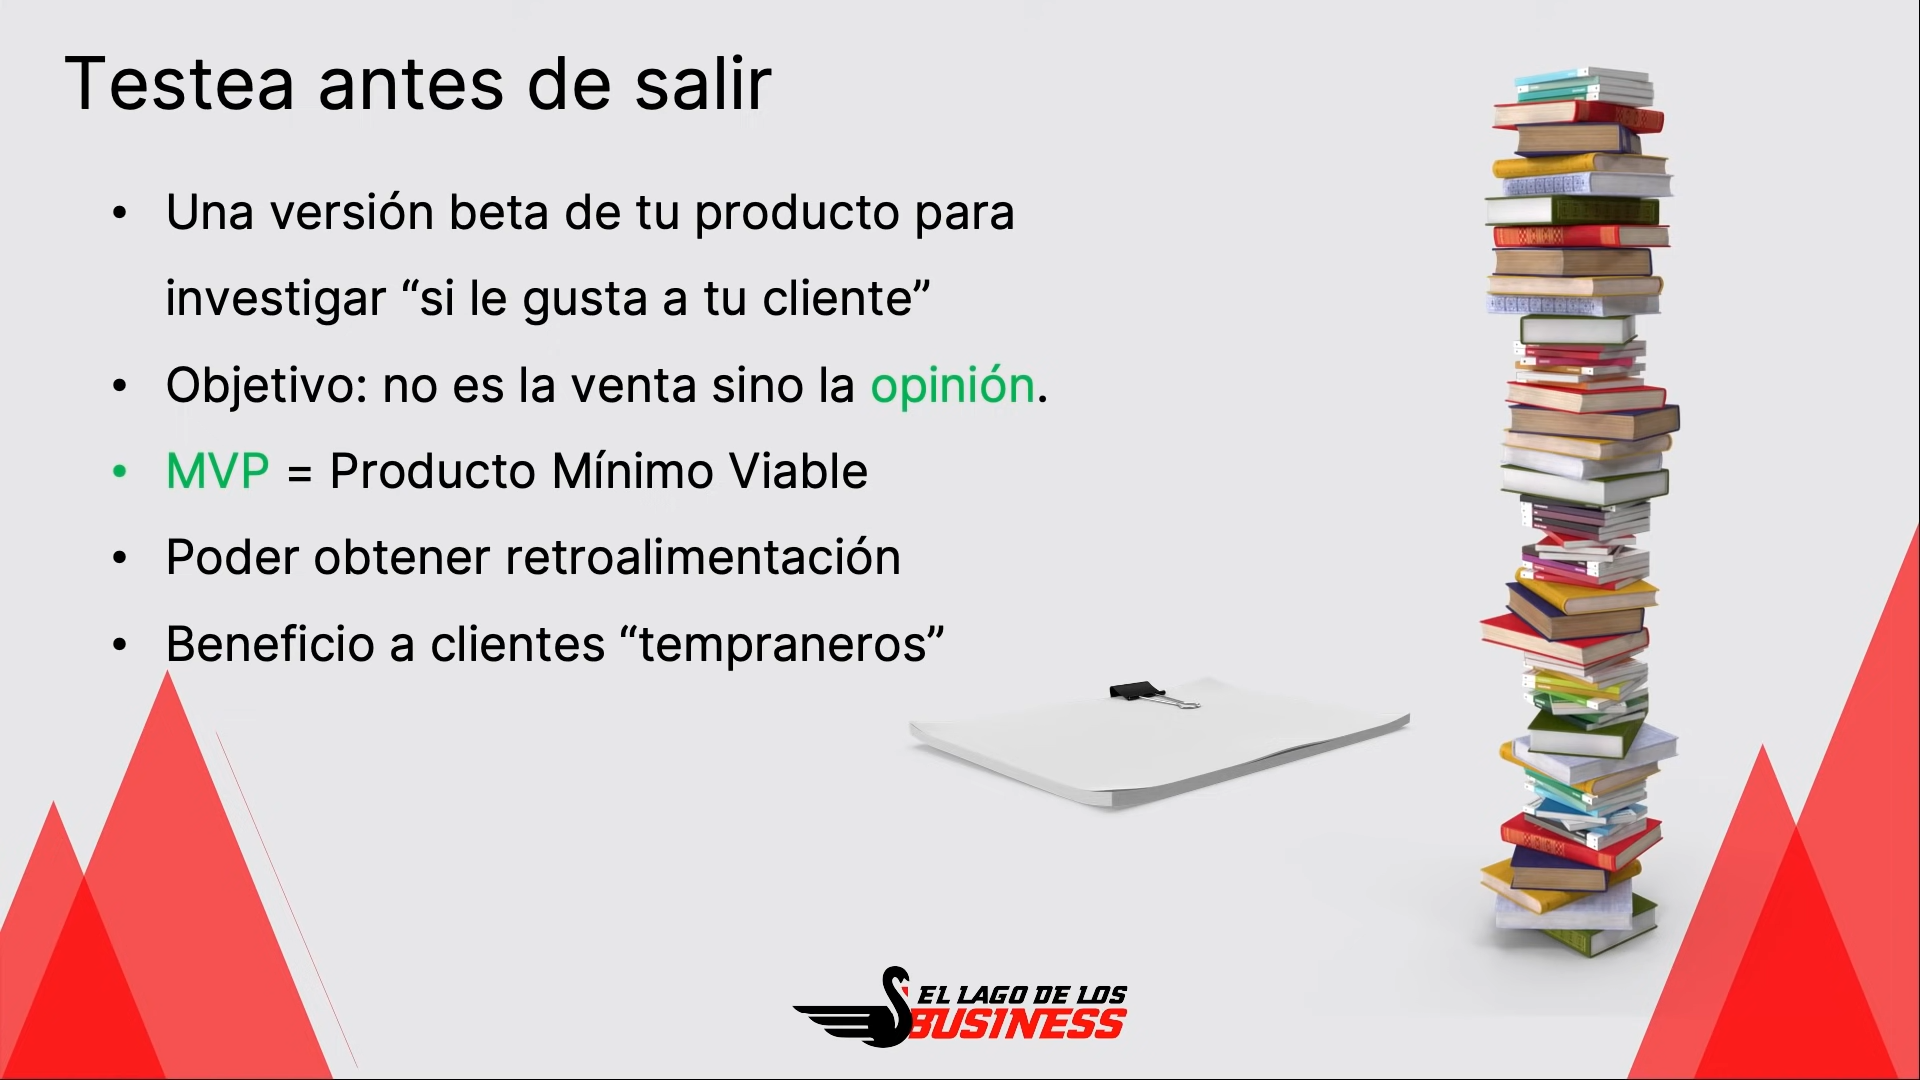 Testea antes de salir
• Una versión beta de tu producto para
investigar “si le gusta a tu cliente”
• Objetivo: no es la venta sino la opinión.
• MVP = Producto Mínimo Viable
• Poder obtener retroalimentación
• Beneficio a clientes “tempraneros”
EL LAGO DE LOS
BUSINESS